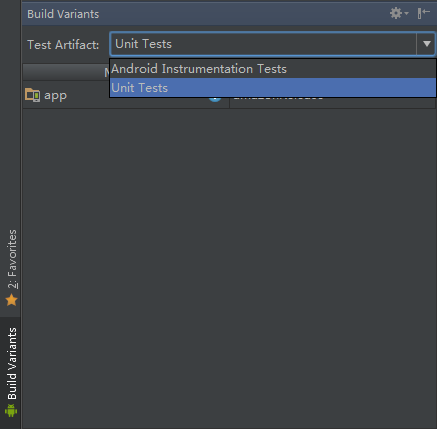 Build Variants
Test Artifact:
Unit Tests
Android Instrumentation Tests
Unit Tests
app
2: Favorites
Build Variants